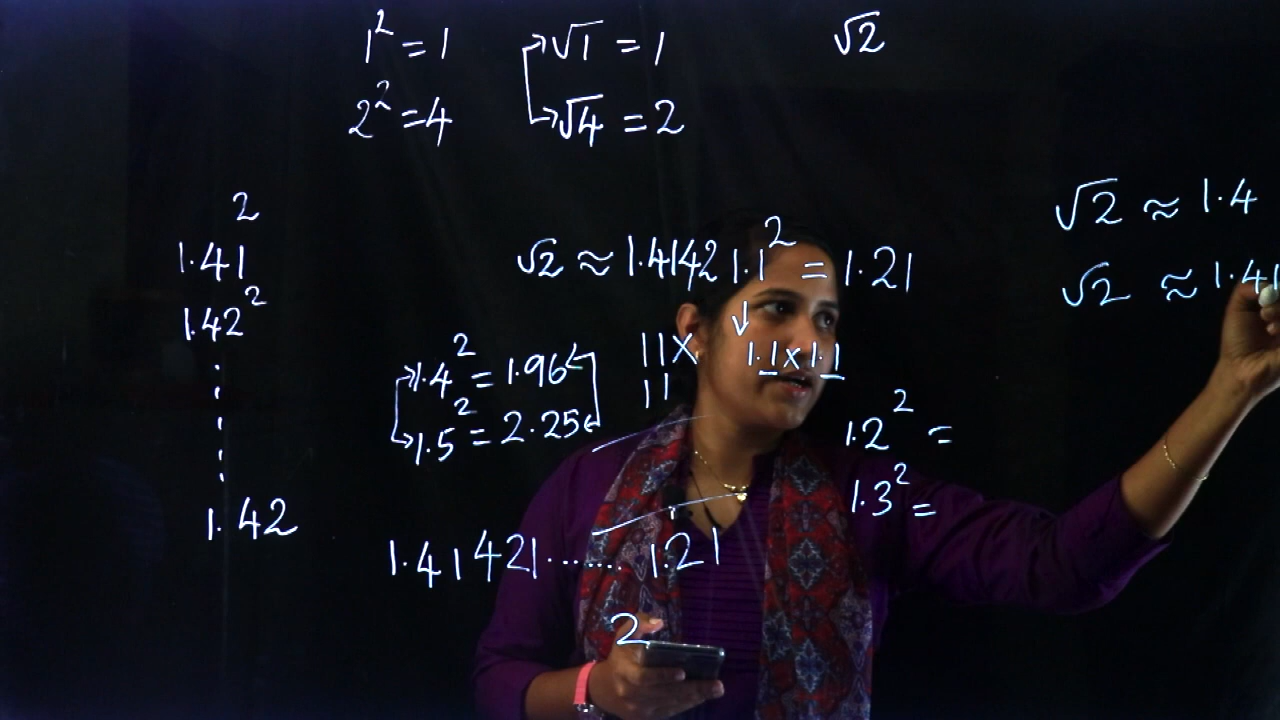 1² = 1 √1 = 1 √2
2² = 4 √4 = 2
√2 ≈ 1.4
2
1.41
√2 ≈ 1.4142 1.1² = 1.21
√2 ≈ 1.41
1.42²
11×
11
1.1×1.1
1.4² = 1.96
1.5² = 2.25
1.2² =
1.3² =
1.42
1.41421....... 1.21
2